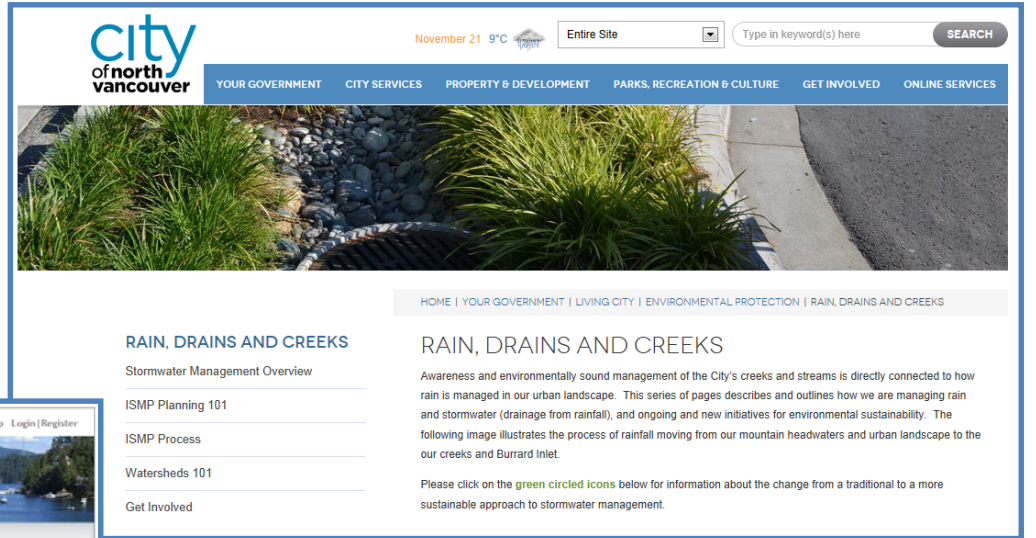 city
of north
vancouver
November 21 9°C
Entire Site
Type in keyword(s) here
SEARCH
YOUR GOVERNMENT CITY SERVICES PROPERTY & DEVELOPMENT PARKS, RECREATION & CULTURE GET INVOLVED ONLINE SERVICES
HOME | YOUR GOVERNMENT | LIVING CITY | ENVIRONMENTAL PROTECTION | RAIN, DRAINS AND CREEKS
RAIN, DRAINS AND CREEKS
Stormwater Management Overview
ISMP Planning 101
ISMP Process
Watersheds 101
Get Involved
RAIN, DRAINS AND CREEKS
Awareness and environmentally sound management of the City's creeks and streams is directly connected to how
rain is managed in our urban landscape. This series of pages describes and outlines how we are managing rain
and stormwater (drainage from rainfall), and ongoing and new initiatives for environmental sustainability. The
following image illustrates the process of rainfall moving from our mountain headwaters and urban landscape to the
our creeks and Burrard Inlet.
Please click on the green circled icons below for information about the change from a traditional to a more
sustainable approach to stormwater management.
Login | Register